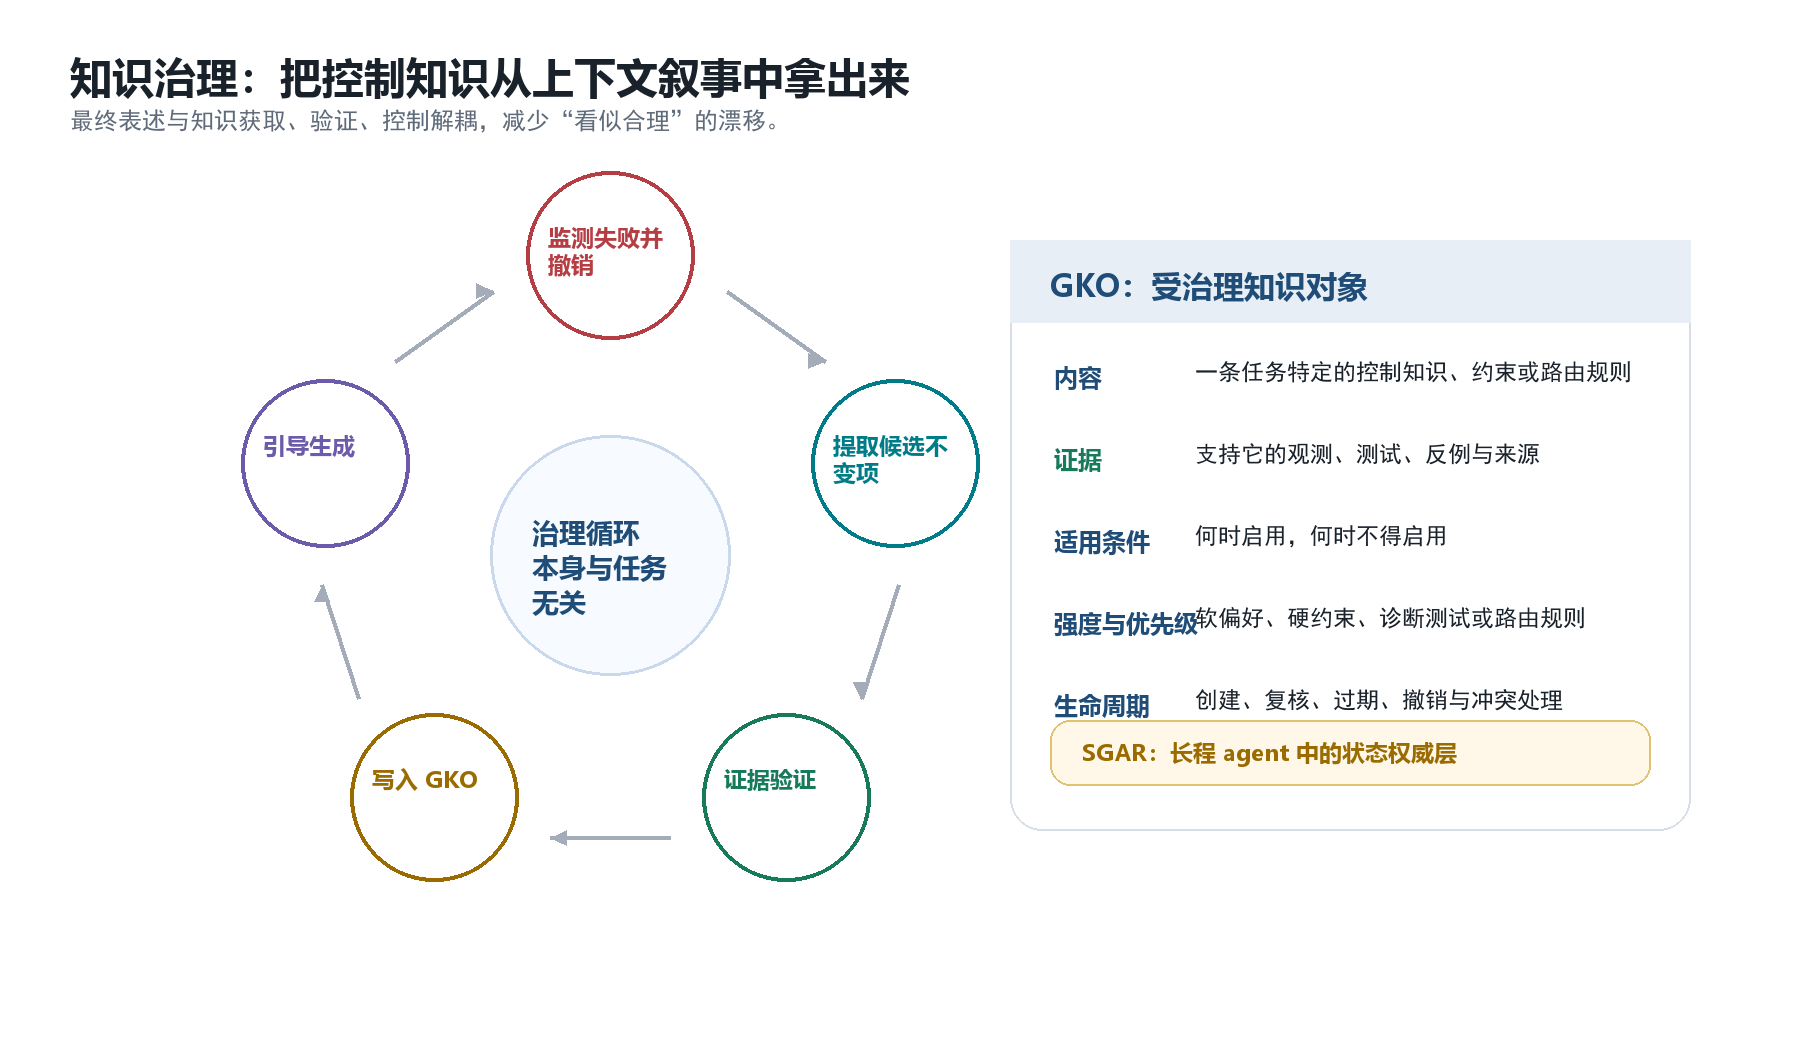 知识治理：把控制知识从上下文叙事中拿出来
最终表述与知识获取、验证、控制解耦，减少“看似合理”的漂移。
监测失败并
撤销
引导生成
提取候选不
变项
治理循环
本身与任务
无关
写入 GKO
证据验证
GKO：受治理知识对象
内容 一条任务特定的控制知识、约束或路由规则
证据 支持它的观测、测试、反例与来源
适用条件 何时启用，何时不得启用
强度与优先级 软偏好、硬约束、诊断测试或路由规则
生命周期 创建、复核、过期、撤销与冲突处理
SGAR：长程 agent 中的状态权威层